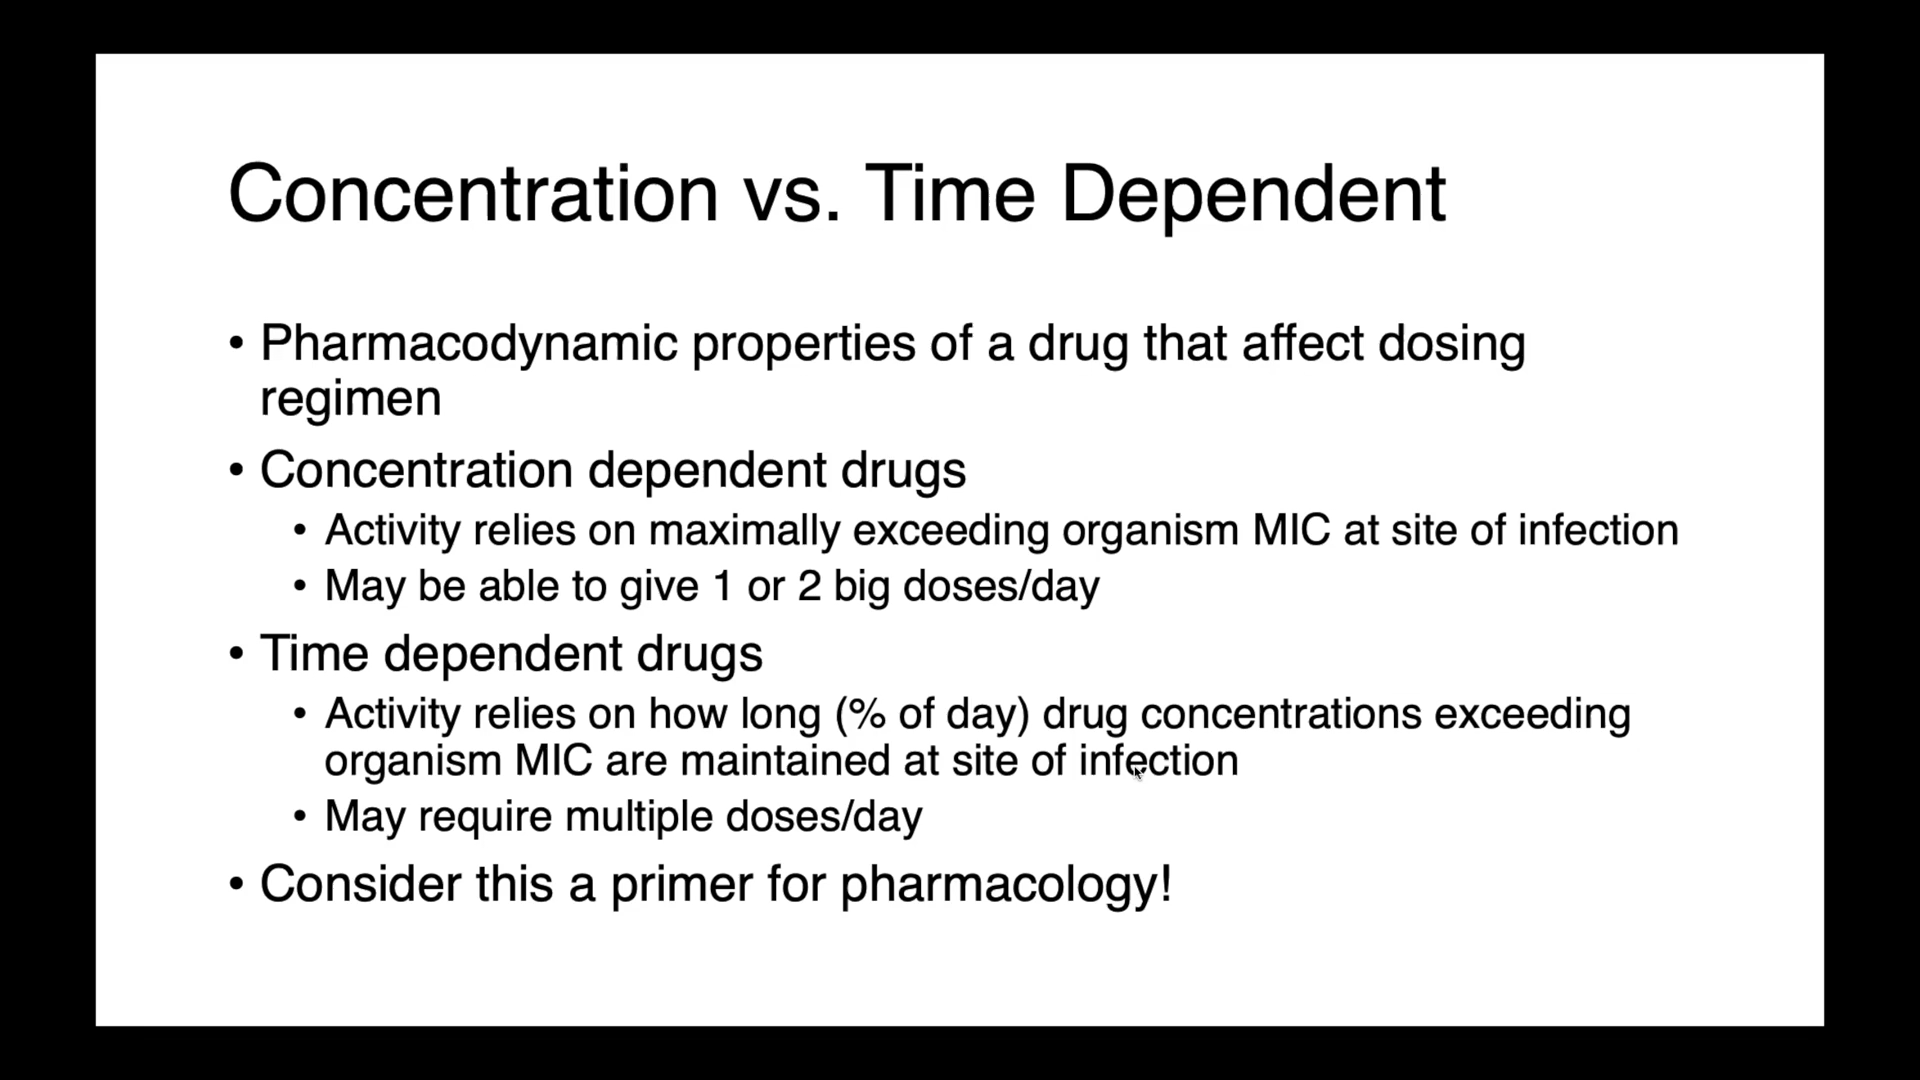 Concentration vs. Time Dependent
• Pharmacodynamic properties of a drug that affect dosing
regimen
• Concentration dependent drugs
• Activity relies on maximally exceeding organism MIC at site of infection
• May be able to give 1 or 2 big doses/day
• Time dependent drugs
• Activity relies on how long (% of day) drug concentrations exceeding
organism MIC are maintained at site of infection
• May require multiple doses/day
• Consider this a primer for pharmacology!